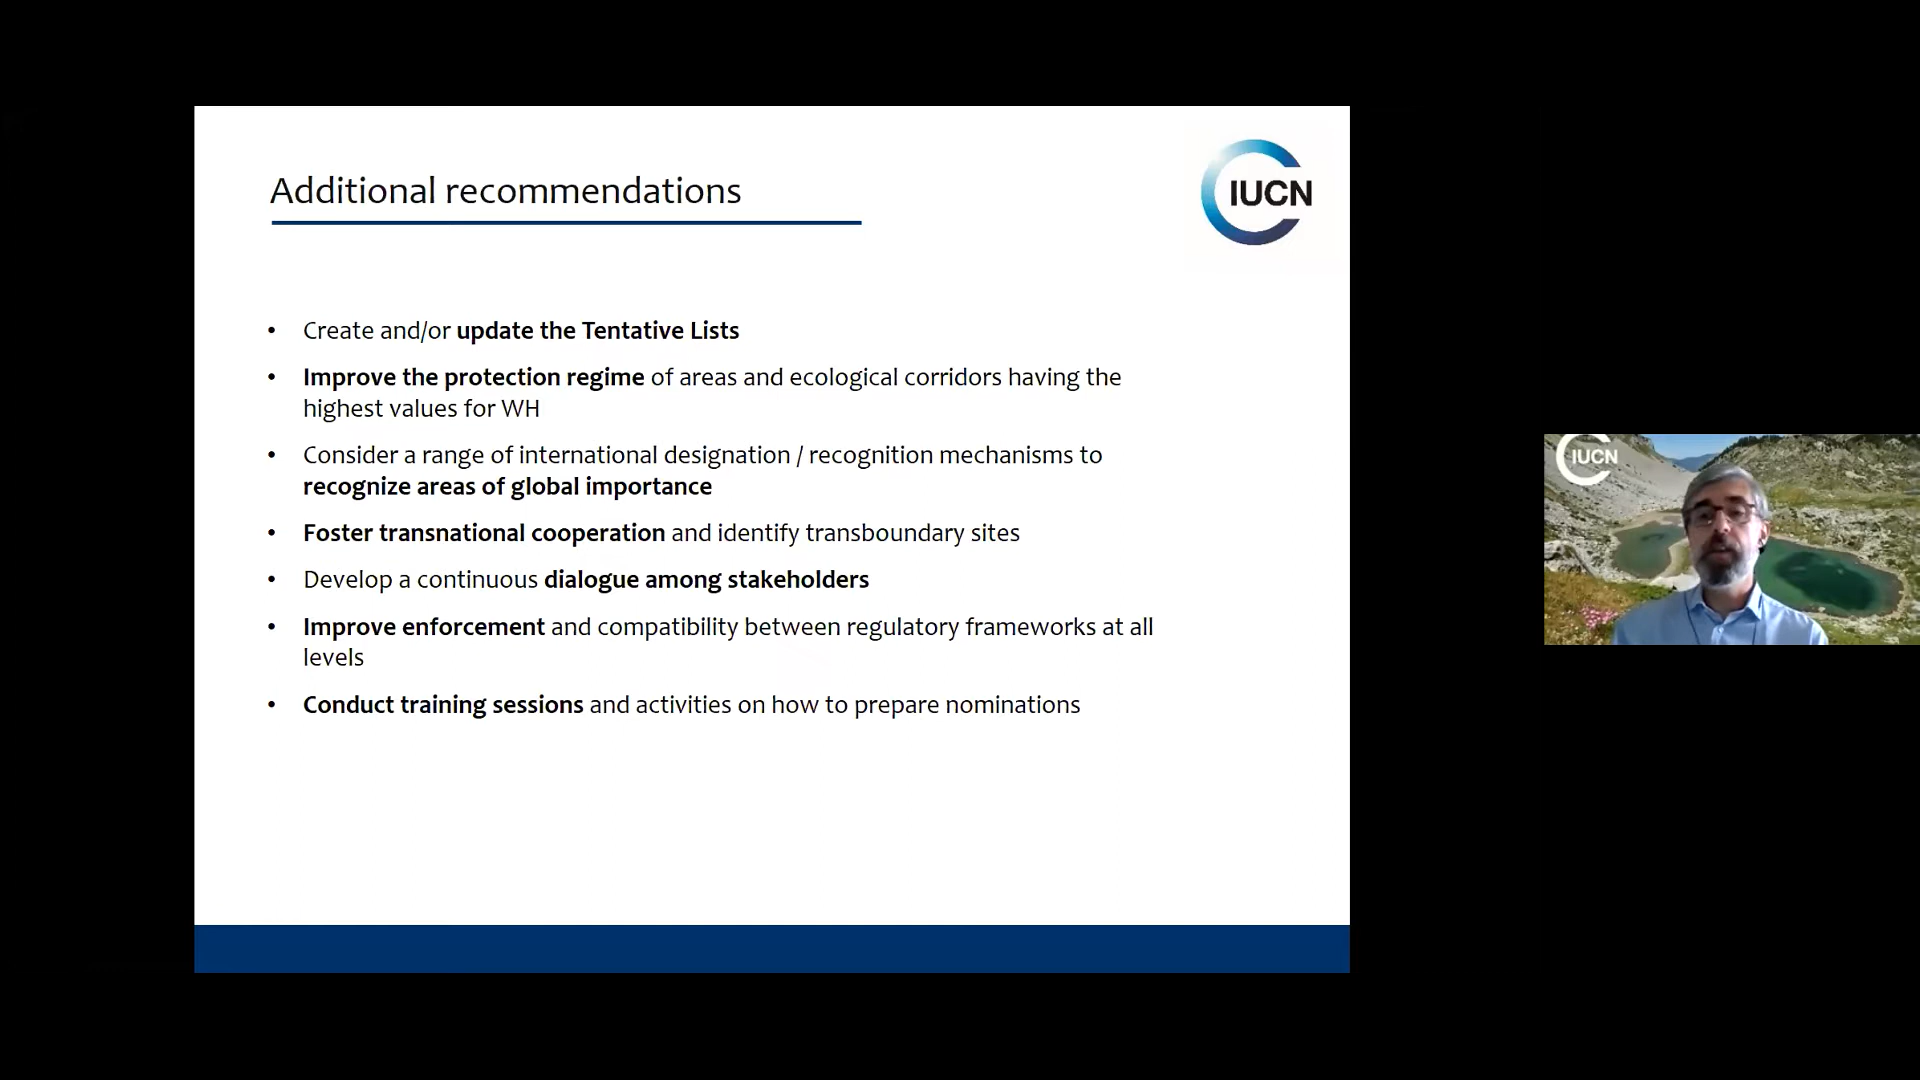 Additional recommendations
IUCN
• Create and/or update the Tentative Lists
• Improve the protection regime of areas and ecological corridors having the
highest values for WH
• Consider a range of international designation / recognition mechanisms to
recognize areas of global importance
• Foster transnational cooperation and identify transboundary sites
• Develop a continuous dialogue among stakeholders
• Improve enforcement and compatibility between regulatory frameworks at all
levels
• Conduct training sessions and activities on how to prepare nominations
IUCN